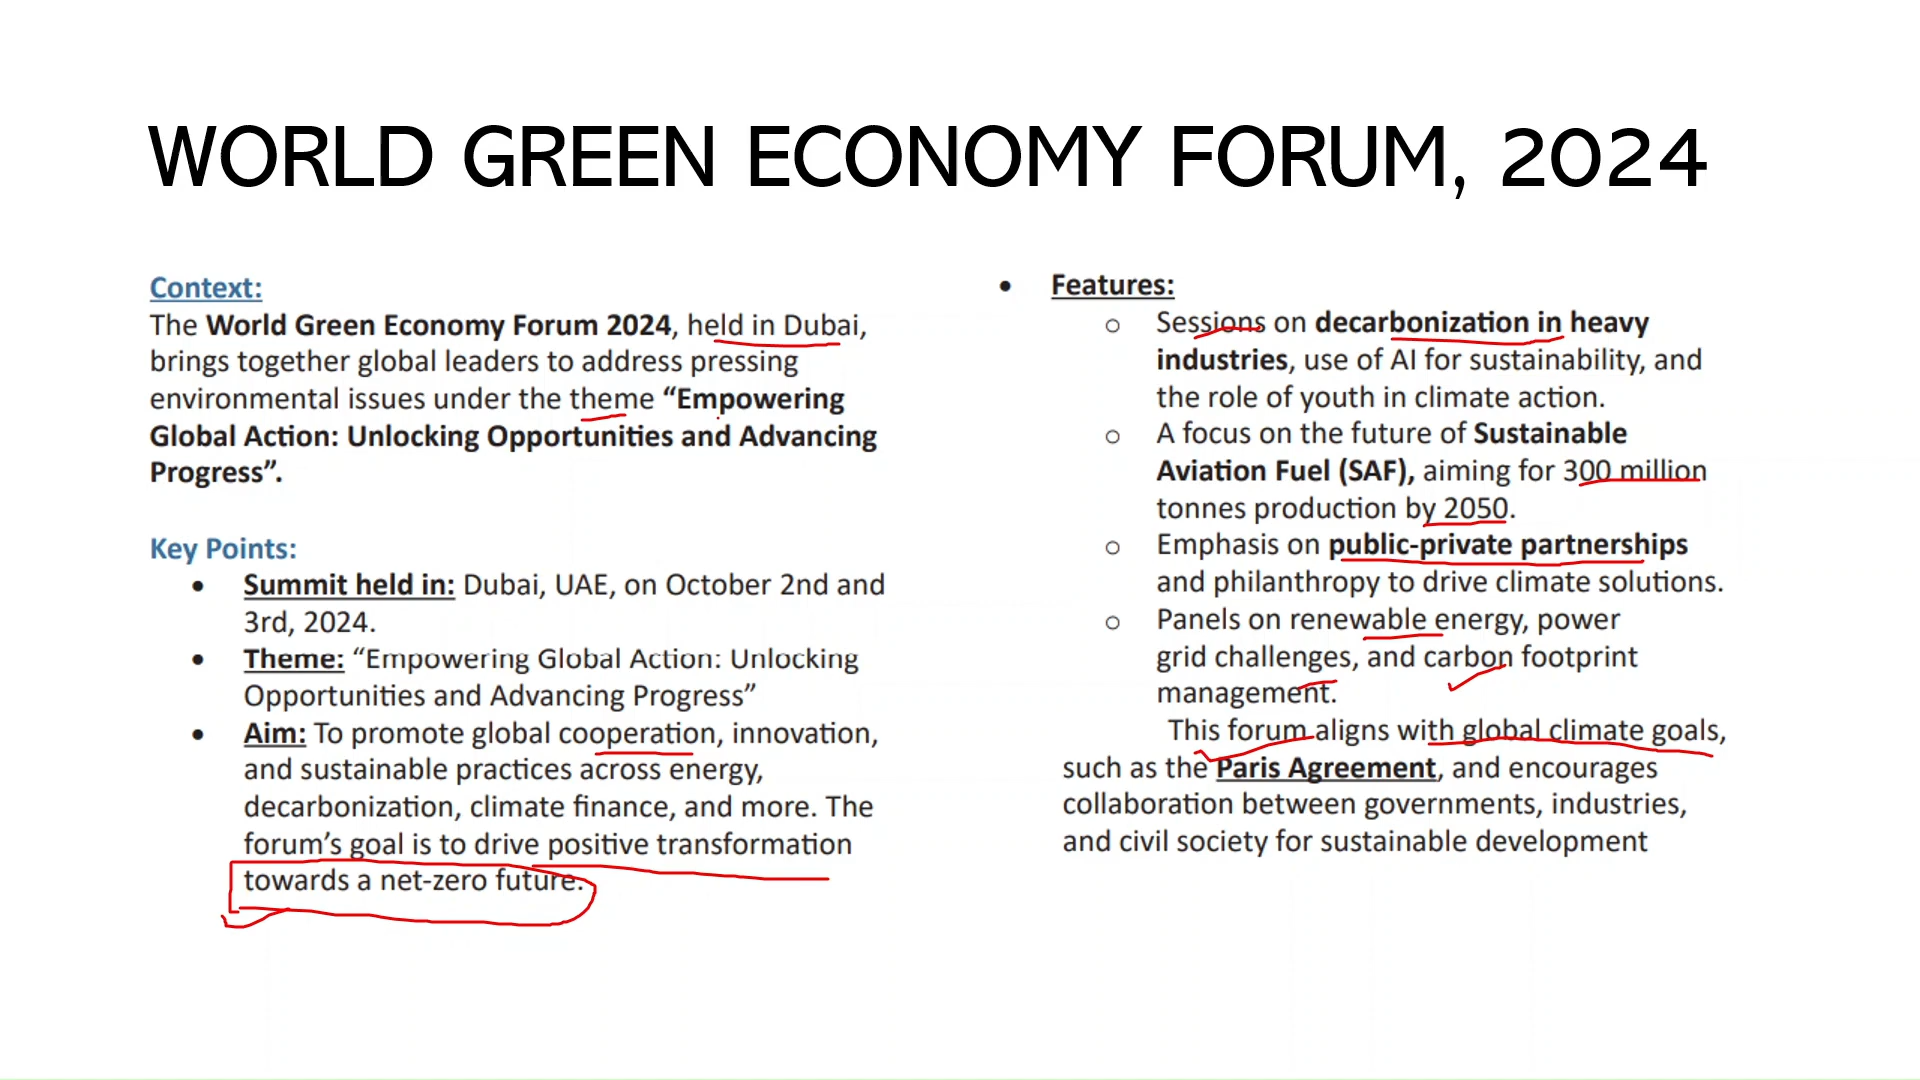 WORLD GREEN ECONOMY FORUM, 2024
Context:
The World Green Economy Forum 2024, held in Dubai,
brings together global leaders to address pressing
environmental issues under the theme “Empowering
Global Action: Unlocking Opportunities and Advancing
Progress”.
Key Points:
• Summit held in: Dubai, UAE, on October 2nd and
3rd, 2024.
• Theme: “Empowering Global Action: Unlocking
Opportunities and Advancing Progress”
• Aim: To promote global cooperation, innovation,
and sustainable practices across energy,
decarbonization, climate finance, and more. The
forum’s goal is to drive positive transformation
towards a net-zero future.
• Features:
o Sessions on decarbonization in heavy
industries, use of AI for sustainability, and
the role of youth in climate action.
o A focus on the future of Sustainable
Aviation Fuel (SAF), aiming for 300 million
tonnes production by 2050.
o Emphasis on public-private partnerships
and philanthropy to drive climate solutions.
o Panels on renewable energy, power
grid challenges, and carbon footprint
management.
This forum aligns with global climate goals,
such as the Paris Agreement, and encourages
collaboration between governments, industries,
and civil society for sustainable development